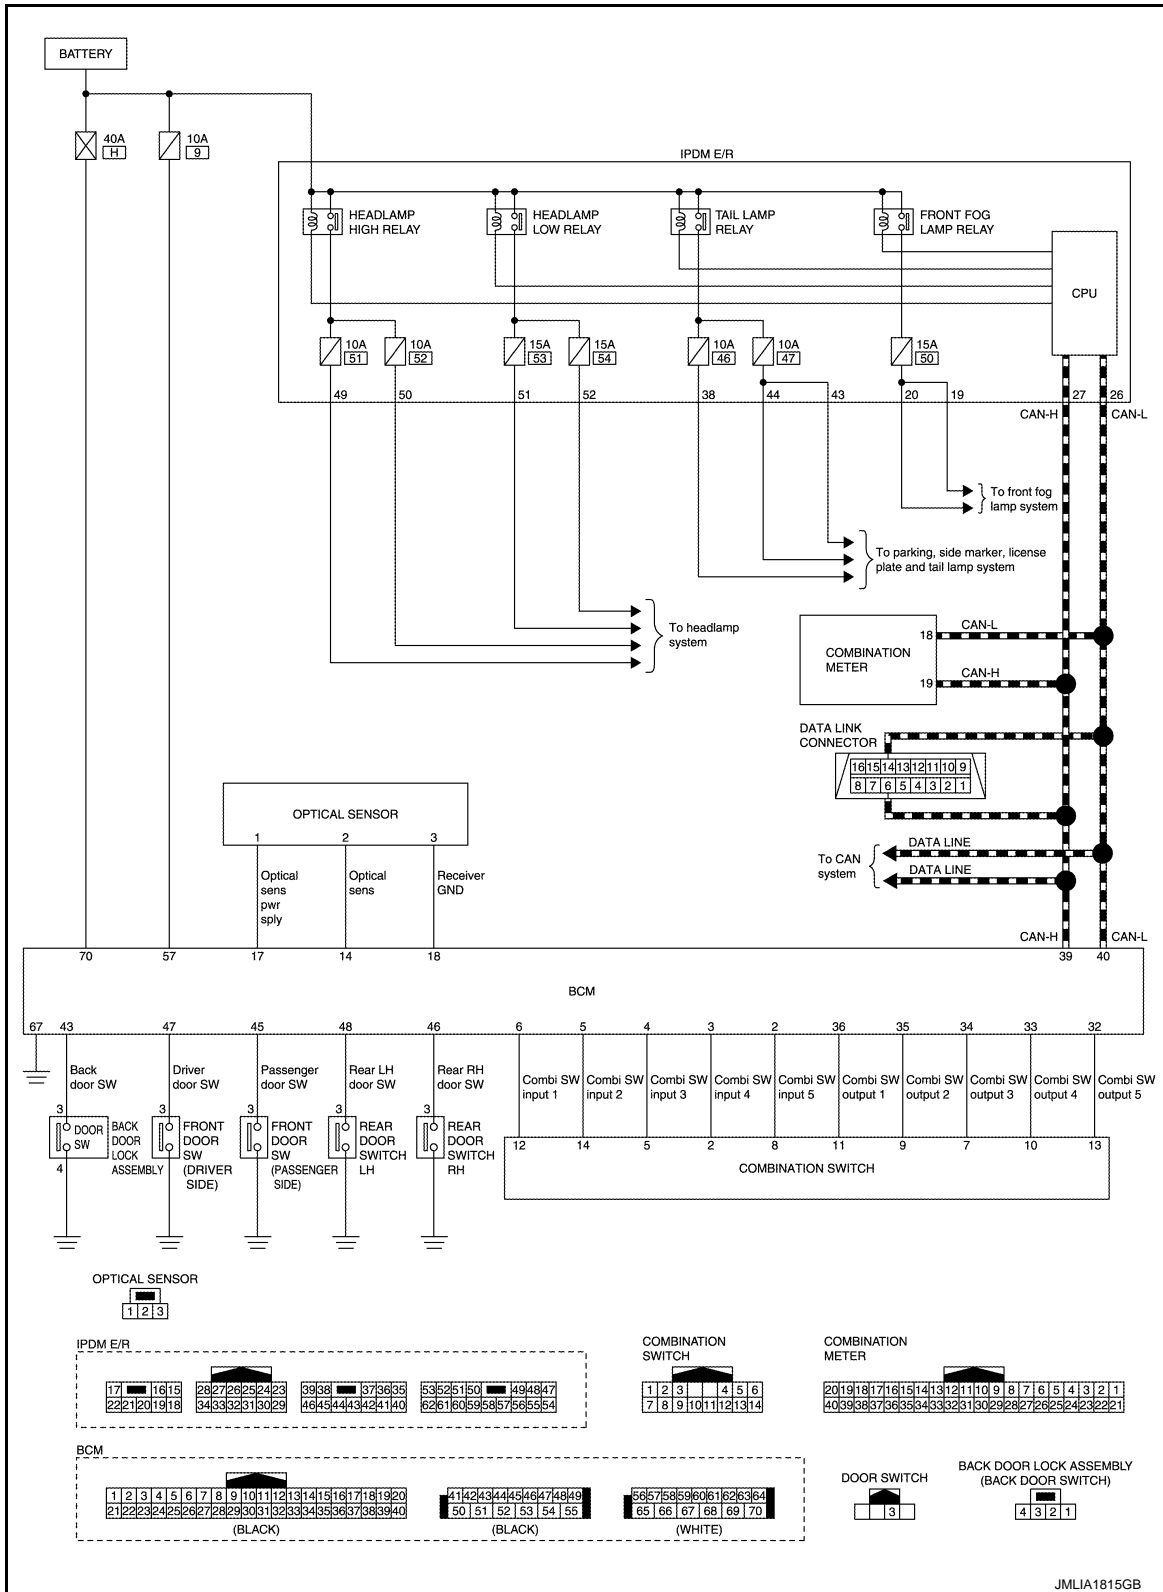 BATTERY
40A
H
10A
9
IPDM E/R
HEADLAMP
HIGH RELAY
HEADLAMP
LOW RELAY
TAIL LAMP
RELAY
FRONT FOG
LAMP RELAY
CPU
10A
51
10A
52
15A
53
15A
54
10A
46
10A
47
15A
50
49 50 51 52 38 44 43 20 19 27 26
CAN-H CAN-L
To front fog
lamp system
To parking, side marker, license
plate and tail lamp system
To headlamp
system
COMBINATION
METER
18 CAN-L
19 CAN-H
DATA LINK
CONNECTOR
16 15 14 13 12 11 10 9
8 7 6 5 4 3 2 1
To CAN
system
DATA LINE
DATA LINE
OPTICAL SENSOR
1 2 3
Optical
sens
pwr
sply
Optical
sens
Receiver
GND
CAN-H CAN-L
70 57 17 14 18 39 40
BCM
67 43 47 45 48 46 6 5 4 3 2 36 35 34 33 32
Back
door SW
Driver
door SW
Passenger
door SW
Rear LH
door SW
Rear RH
door SW
Combi SW
input 1
Combi SW
input 2
Combi SW
input 3
Combi SW
input 4
Combi SW
input 5
Combi SW
output 1
Combi SW
output 2
Combi SW
output 3
Combi SW
output 4
Combi SW
output 5
3 3 3 3 3
DOOR
SW
4
BACK
DOOR
LOCK
ASSEMBLY
FRONT
DOOR
SW
(DRIVER
SIDE)
FRONT
DOOR
SW
(PASSENGER
SIDE)
REAR
DOOR
SWITCH
LH
REAR
DOOR
SWITCH
RH
12 14 5 2 8 11 9 7 10 13
COMBINATION SWITCH
OPTICAL SENSOR
1 2 3
IPDM E/R
17 16 15
22 21 20 19 18
28 27 26 25 24 23
34 33 32 31 30 29
39 38 37 36 35
46 45 44 43 42 41 40
53 52 51 50 49 48 47
62 61 60 59 58 57 56 55 54
COMBINATION
SWITCH
1 2 3 4 5 6
7 8 9 10 11 12 13 14
COMBINATION
METER
20 19 18 17 16 15 14 13 12 11 10 9 8 7 6 5 4 3 2 1
40 39 38 37 36 35 34 33 32 31 30 29 28 27 26 25 24 23 22 21
BCM
1 2 3 4 5 6 7 8 9 10 11 12 13 14 15 16 17 18 19 20
21 22 23 24 25 26 27 28 29 30 31 32 33 34 35 36 37 38 39 40
(BLACK)
41 42 43 44 45 46 47 48 49
50 51 52 53 54 55
(BLACK)
56 57 58 59 60 61 62 63 64
65 66 67 68 69 70
(WHITE)
DOOR SWITCH
3
BACK DOOR LOCK ASSEMBLY
(BACK DOOR SWITCH)
4 3 2 1
JMLIA1815GB